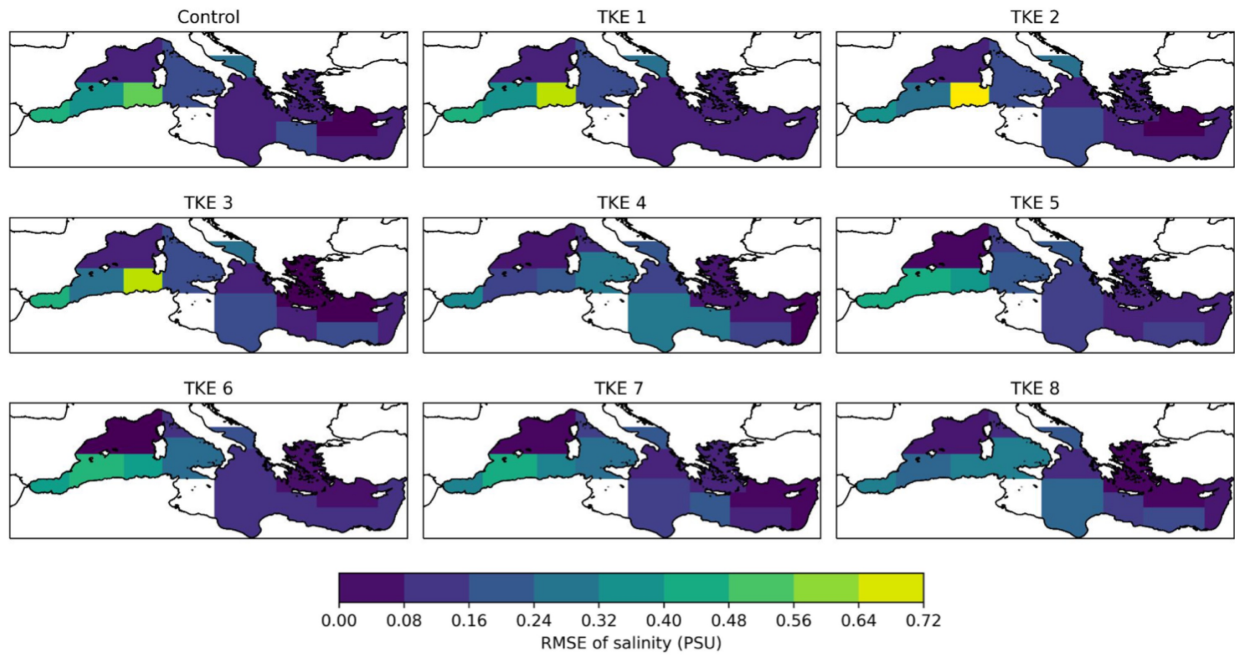 Control
TKE 1
TKE 2
TKE 3
TKE 4
TKE 5
TKE 6
TKE 7
TKE 8
0.00 0.08 0.16 0.24 0.32 0.40 0.48 0.56 0.64 0.72
RMSE of salinity (PSU)